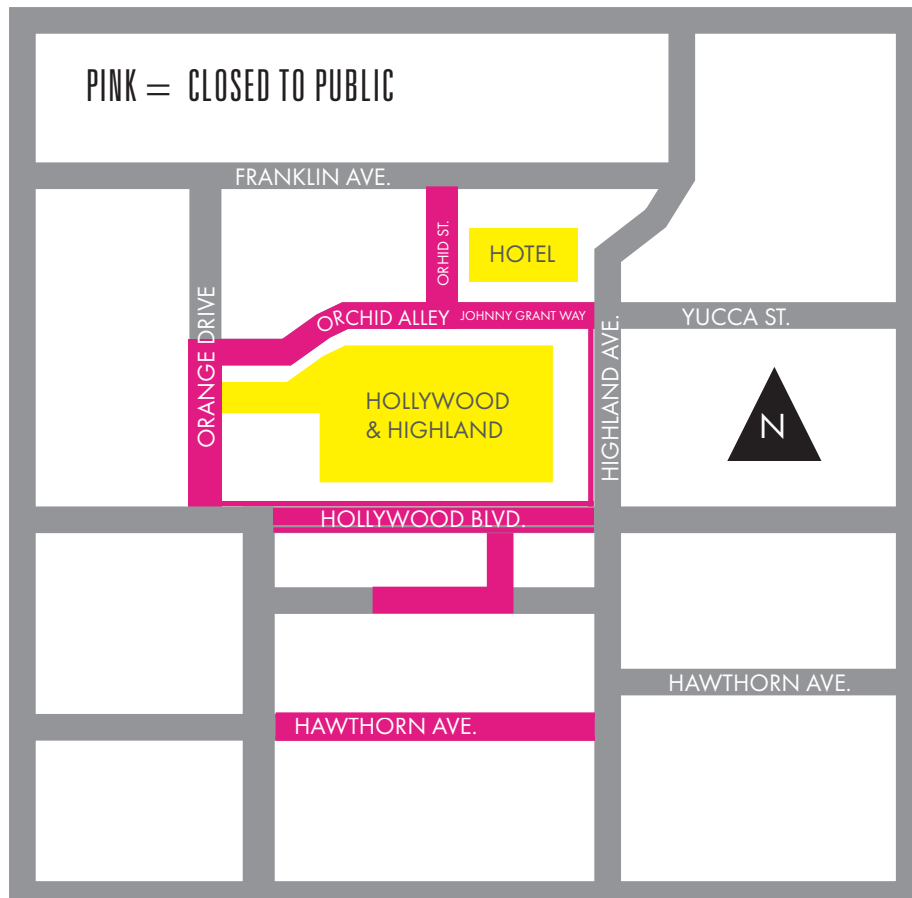 PINK = CLOSED TO PUBLIC
FRANKLIN AVE.
ORHID ST.
HOTEL
ORANGE DRIVE
ORCHID ALLEY
JOHNNY GRANT WAY
HIGHLAND AVE.
YUCCA ST.
HOLLYWOOD
& HIGHLAND
N
HOLLYWOOD BLVD.
HAWTHORN AVE.
HAWTHORN AVE.